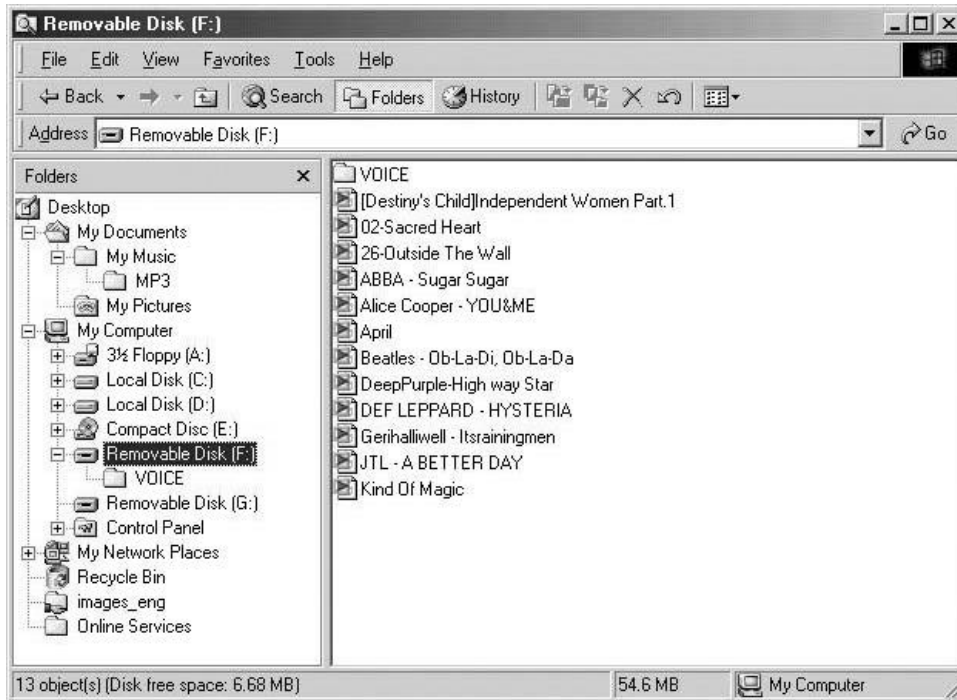 Removable Disk (F:)
File Edit View Favorites Tools Help
Back Search Folders History
Address Removable Disk (F:) Go
Folders
Desktop
My Documents
My Music
MP3
My Pictures
My Computer
3½ Floppy (A:)
Local Disk (C:)
Local Disk (D:)
Compact Disc (E:)
Removable Disk (F:)
VOICE
Removable Disk (G:)
Control Panel
My Network Places
Recycle Bin
images_eng
Online Services
VOICE
[Destiny's Child]Independent Women Part.1
02-Sacred Heart
26-Outside The Wall
ABBA - Sugar Sugar
Alice Cooper - YOU&ME
April
Beatles - Ob-La-Di, Ob-La-Da
DeepPurple-High way Star
DEF LEPPARD - HYSTERIA
Gerihalliwell - Itsrainingmen
JTL - A BETTER DAY
Kind Of Magic
13 object(s) (Disk free space: 6.68 MB) 54.6 MB My Computer